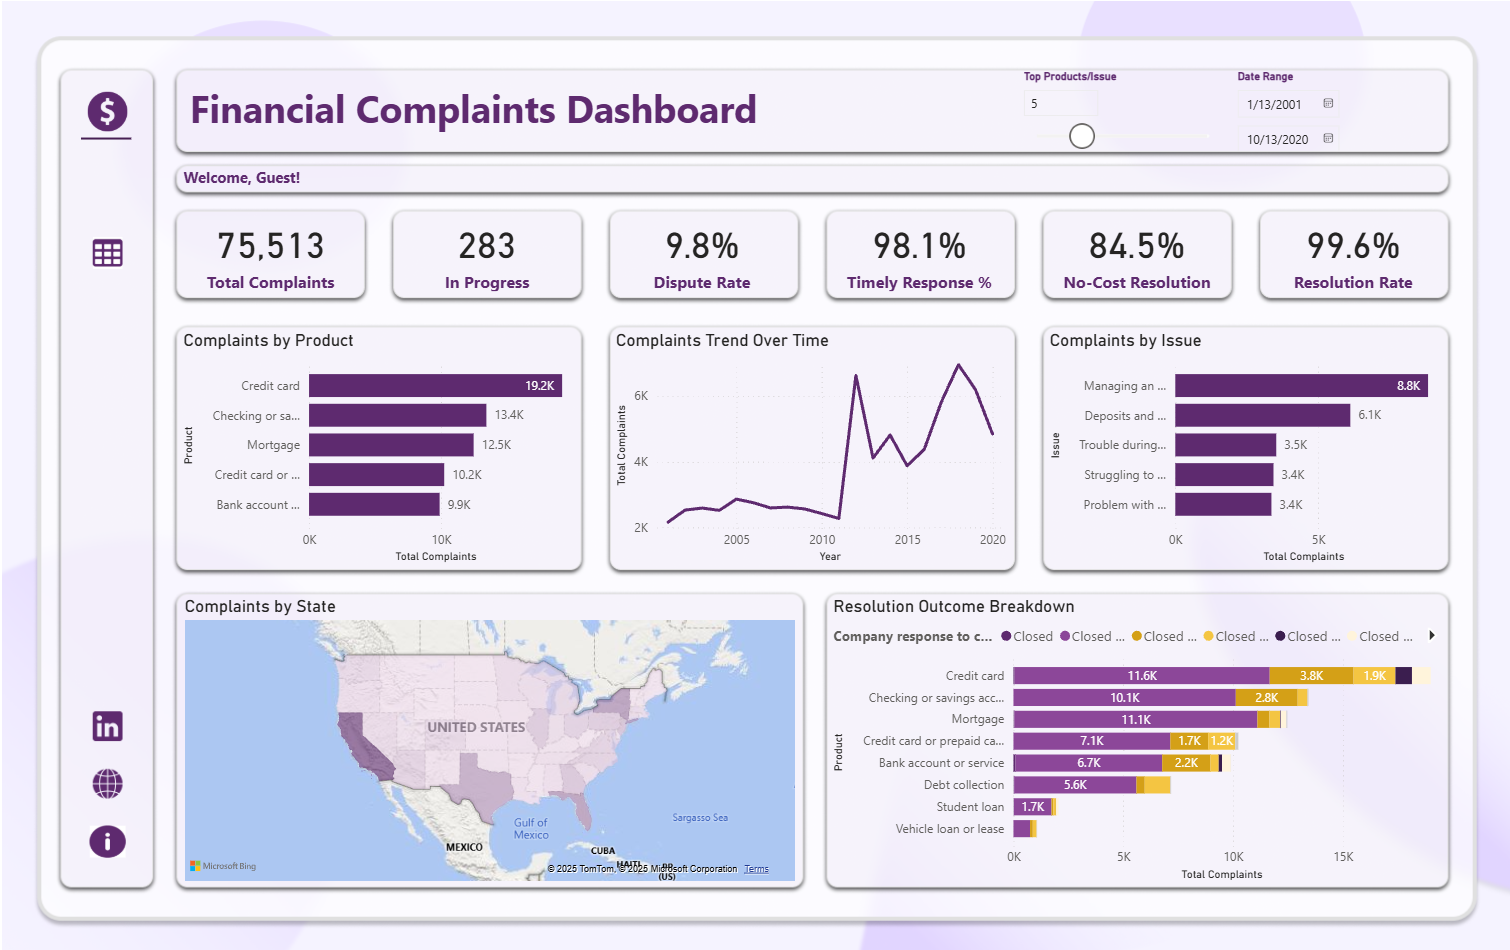 Financial Complaints Dashboard
Top Products/Issue
5
Date Range
1/13/2001
10/13/2020
Welcome, Guest!
75,513
Total Complaints
283
In Progress
9.8%
Dispute Rate
98.1%
Timely Response %
84.5%
No-Cost Resolution
99.6%
Resolution Rate
Complaints by Product
Product
Credit card 19.2K
Checking or sa... 13.4K
Mortgage 12.5K
Credit card or ... 10.2K
Bank account ... 9.9K
0K 10K
Total Complaints
Complaints Trend Over Time
Total Complaints
6K
4K
2K
2005 2010 2015 2020
Year
Complaints by Issue
Issue
Managing an ... 8.8K
Deposits and ... 6.1K
Trouble during... 3.5K
Struggling to ... 3.4K
Problem with ... 3.4K
0K 5K
Total Complaints
Complaints by State
UNITED STATES
Gulf of
Mexico
Sargasso Sea
MEXICO
CUBA
HAITI
PR
(US)
Microsoft Bing
© 2025 TomTom, © 2025 Microsoft Corporation Terms
Resolution Outcome Breakdown
Company response to c... Closed Closed ... Closed ... Closed ... Closed ... Closed ...
Product
Credit card 11.6K 3.8K 1.9K
Checking or savings acc... 10.1K 2.8K
Mortgage 11.1K
Credit card or prepaid ca... 7.1K 1.7K 1.2K
Bank account or service 6.7K 2.2K
Debt collection 5.6K
Student loan 1.7K
Vehicle loan or lease
0K 5K 10K 15K
Total Complaints